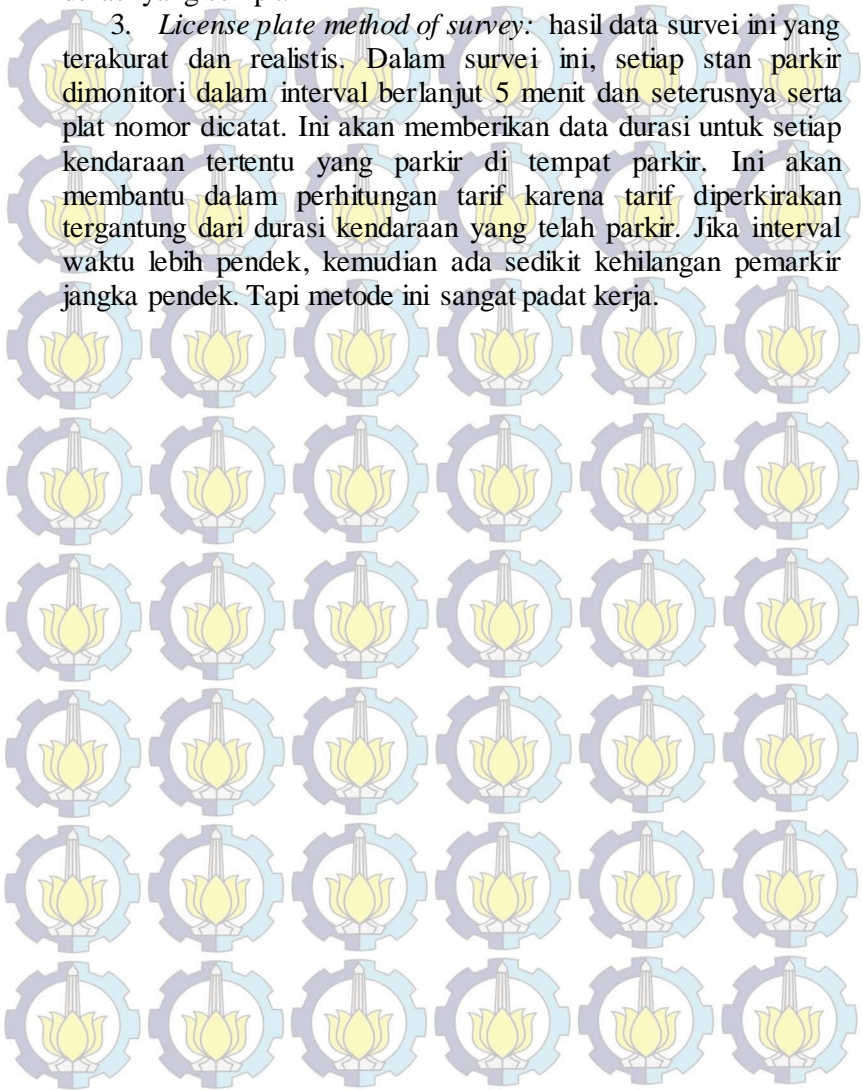 3. License plate method of survey: hasil data survei ini yang
terakurat dan realistis. Dalam survei ini, setiap stan parkir
dimonitori dalam interval berlanjut 5 menit dan seterusnya serta
plat nomor dicatat. Ini akan memberikan data durasi untuk setiap
kendaraan tertentu yang parkir di tempat parkir. Ini akan
membantu dalam perhitungan tarif karena tarif diperkirakan
tergantung dari durasi kendaraan yang telah parkir. Jika interval
waktu lebih pendek, kemudian ada sedikit kehilangan pemarkir
jangka pendek. Tapi metode ini sangat padat kerja.